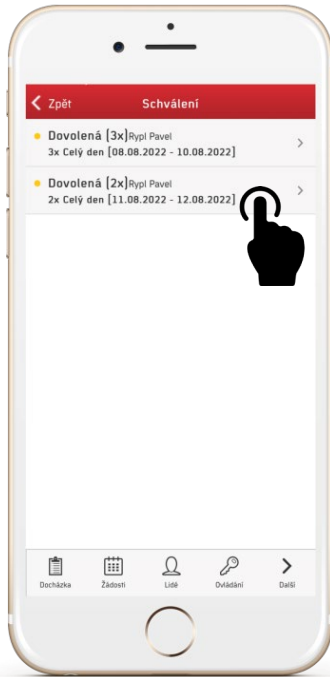 Zpět Schválení
Dovolená [3x]Rypl Pavel
3x Celý den [08.08.2022 - 10.08.2022]
Dovolená [2x]Rypl Pavel
2x Celý den [11.08.2022 - 12.08.2022]
Docházka Žádosti Lidé Ovládání Další